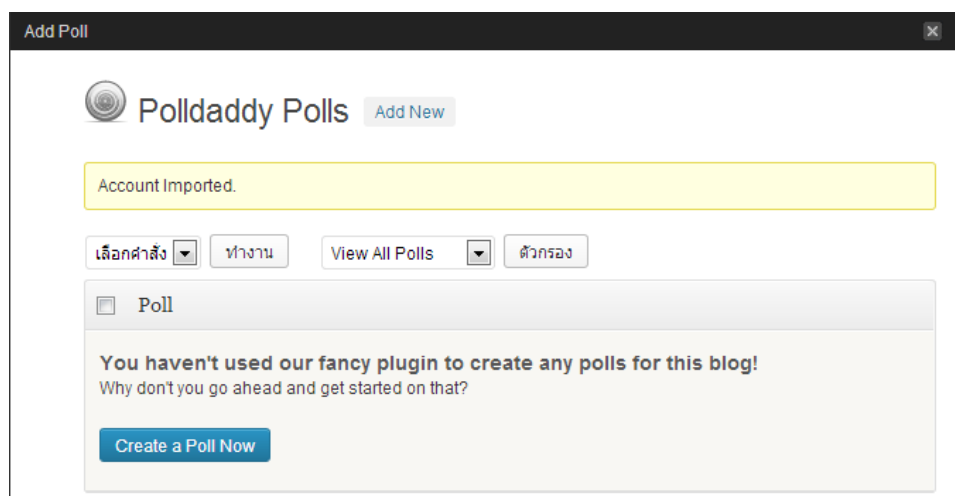 Add Poll
Polldaddy Polls Add New
Account Imported.
เลือกคำสั่ง ทำงาน View All Polls ตัวกรอง
Poll
You haven't used our fancy plugin to create any polls for this blog!
Why don't you go ahead and get started on that?
Create a Poll Now